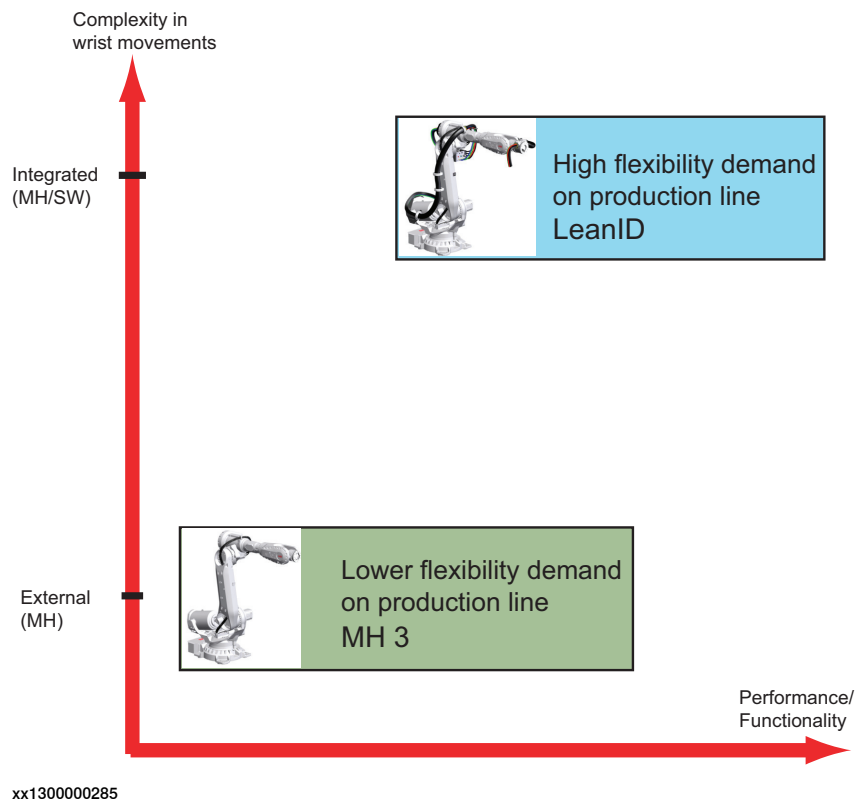 Complexity in
wrist movements
Integrated
(MH/SW)
High flexibility demand
on production line
LeanID
External
(MH)
Lower flexibility demand
on production line
MH 3
Performance/
Functionality
xx1300000285